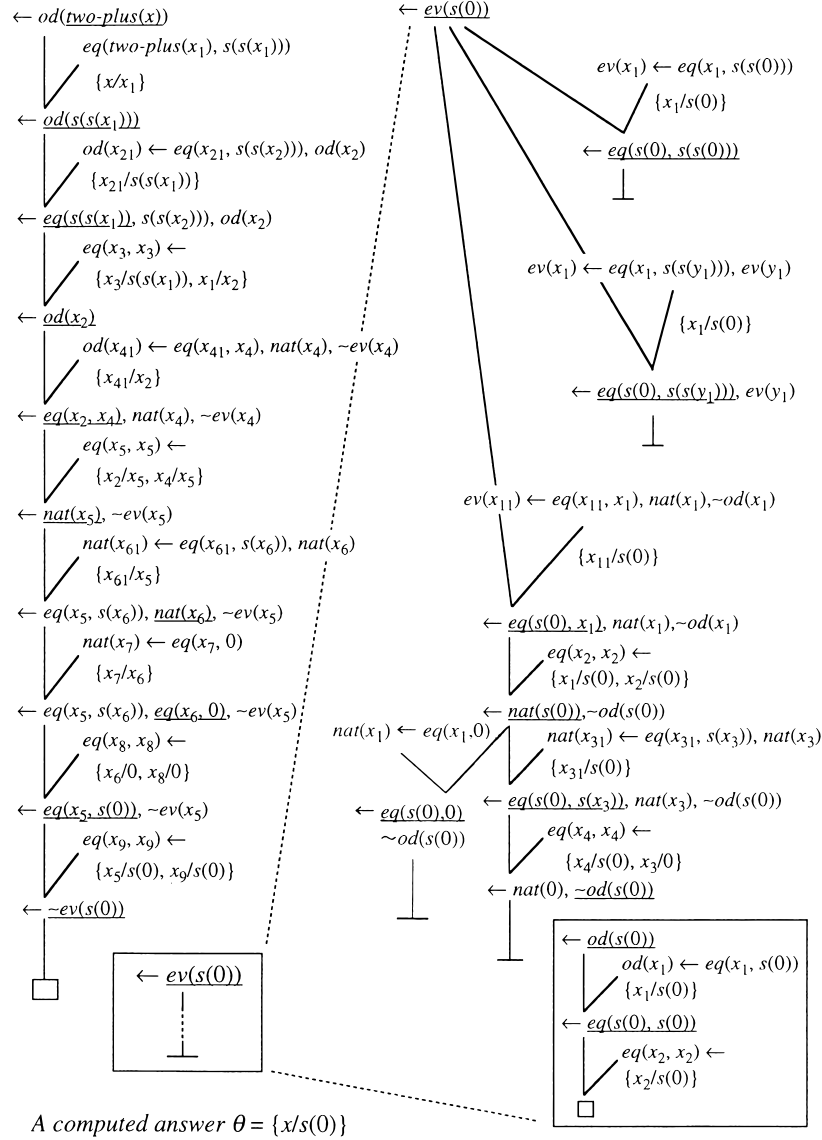 ← od(two-plus(x))
eq(two-plus(x₁), s(s(x₁)))
{x/x₁}
← od(s(s(x₁)))
od(x₂₁) ← eq(x₂₁, s(s(x₂))), od(x₂)
{x₂₁/s(s(x₁))}
← eq(s(s(x₁)), s(s(x₂))), od(x₂)
eq(x₃, x₃) ←
{x₃/s(s(x₁)), x₁/x₂}
← od(x₂)
od(x₄₁) ← eq(x₄₁, x₄), nat(x₄), ~ev(x₄)
{x₄₁/x₂}
← eq(x₂, x₄), nat(x₄), ~ev(x₄)
eq(x₅, x₅) ←
{x₂/x₅, x₄/x₅}
← nat(x₅), ~ev(x₅)
nat(x₆₁) ← eq(x₆₁, s(x₆)), nat(x₆)
{x₆₁/x₅}
← eq(x₅, s(x₆)), nat(x₆), ~ev(x₅)
nat(x₇) ← eq(x₇, 0)
{x₇/x₆}
← eq(x₅, s(x₆)), eq(x₆, 0), ~ev(x₅)
eq(x₈, x₈) ←
{x₆/0, x₈/0}
← eq(x₅, s(0)), ~ev(x₅)
eq(x₉, x₉) ←
{x₅/s(0), x₉/s(0)}
← ~ev(s(0))
← ev(s(0))
A computed answer θ = {x/s(0)}
← ev(s(0))
ev(x₁) ← eq(x₁, s(s(0)))
{x₁/s(0)}
← eq(s(0), s(s(0)))
ev(x₁) ← eq(x₁, s(s(y₁))), ev(y₁)
{x₁/s(0)}
← eq(s(0), s(s(y₁))), ev(y₁)
ev(x₁₁) ← eq(x₁₁, x₁), nat(x₁),~od(x₁)
{x₁₁/s(0)}
← eq(s(0), x₁), nat(x₁),~od(x₁)
eq(x₂, x₂) ←
{x₁/s(0), x₂/s(0)}
← nat(s(0)),~od(s(0))
nat(x₁) ← eq(x₁,0)
← eq(s(0),0)
~od(s(0))
nat(x₃₁) ← eq(x₃₁, s(x₃)), nat(x₃)
{x₃₁/s(0)}
← eq(s(0), s(x₃)), nat(x₃), ~od(s(0))
eq(x₄, x₄) ←
{x₄/s(0), x₃/0}
← nat(0), ~od(s(0))
← od(s(0))
od(x₁) ← eq(x₁, s(0))
{x₁/s(0)}
← eq(s(0), s(0))
eq(x₂, x₂) ←
{x₂/s(0)}